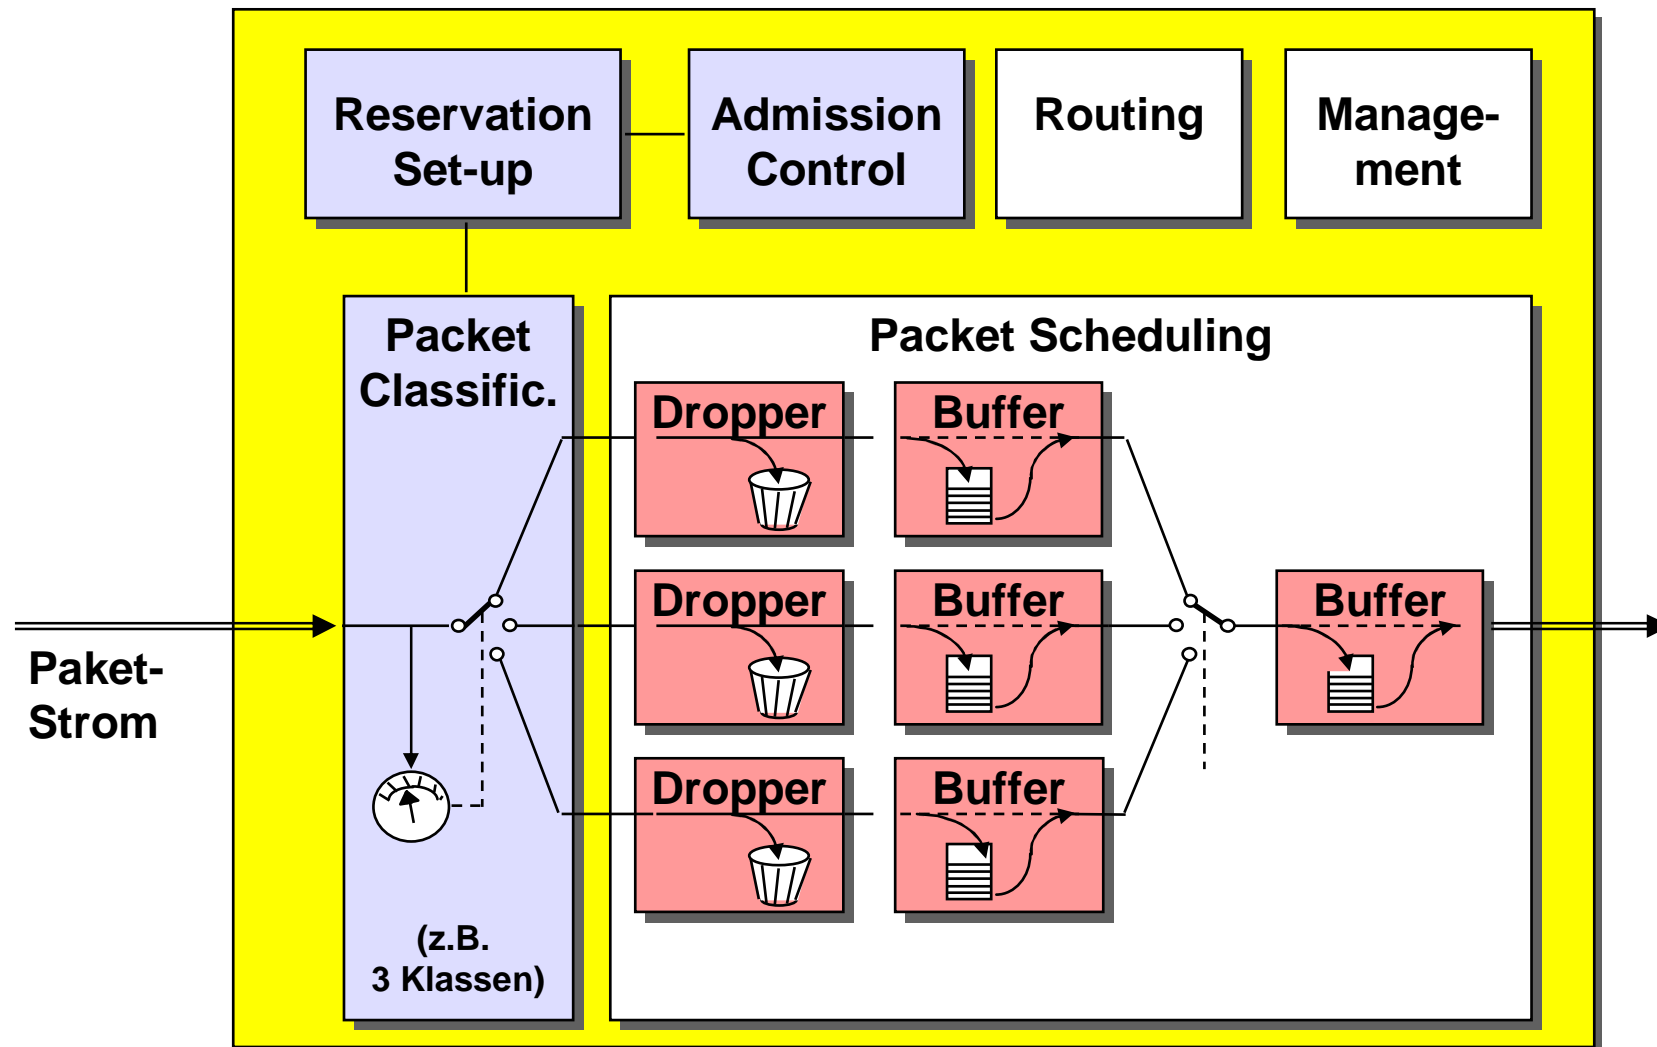 Reservation
Set-up
Admission
Control
Routing
Manage-
ment
Packet
Classific.
Packet Scheduling
Dropper
Buffer
Dropper
Buffer
Buffer
Paket-
Strom
Dropper
Buffer
(z.B.
3 Klassen)